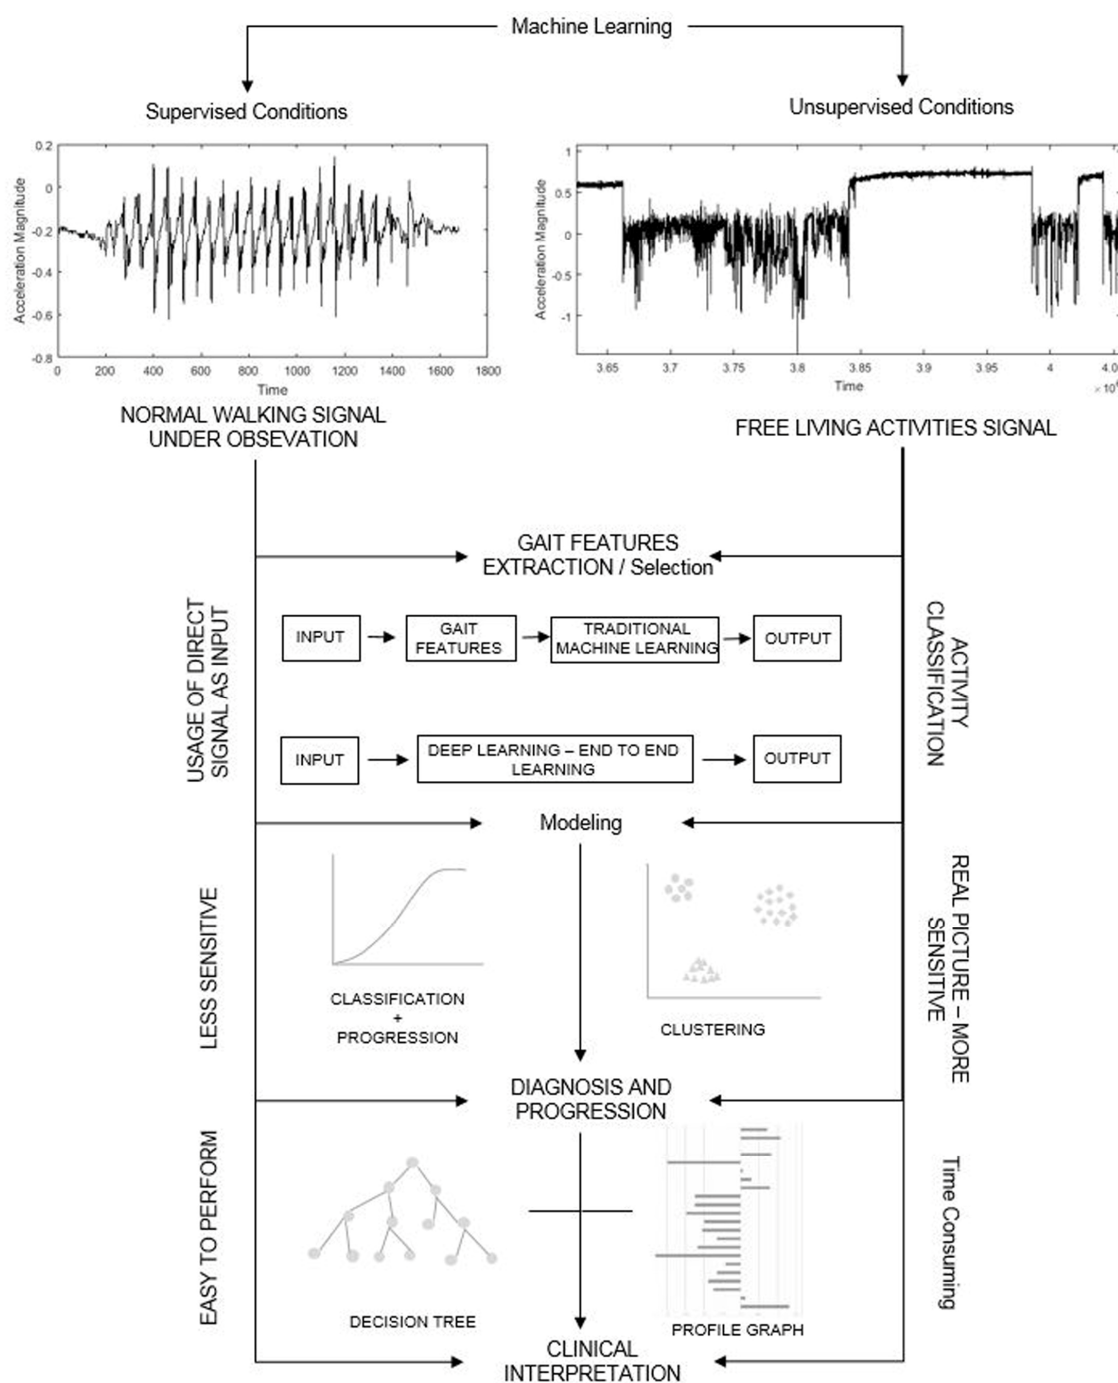 Machine Learning
Supervised Conditions
Unsupervised Conditions
0.2
0
-0.2
-0.4
-0.6
-0.8
Acceleration Magnitude
0
200
400
600
800
1000
1200
1400
1600
1800
Time
1
0.5
0
-0.5
-1
Acceleration Magnitude
3.65
3.7
3.75
3.8
3.85
3.9
3.95
4
Time
NORMAL WALKING SIGNAL
UNDER OBSEVATION
FREE LIVING ACTIVITIES SIGNAL
GAIT FEATURES
EXTRACTION / Selection
USAGE OF DIRECT
SIGNAL AS INPUT
INPUT
GAIT
FEATURES
TRADITIONAL
MACHINE LEARNING
OUTPUT
ACTIVITY
CLASSIFICATION
INPUT
DEEP LEARNING – END TO END
LEARNING
OUTPUT
Modeling
LESS SENSITIVE
CLASSIFICATION
+
PROGRESSION
CLUSTERING
REAL PICTURE – MORE
SENSITIVE
DIAGNOSIS AND
PROGRESSION
EASY TO PERFORM
DECISION TREE
PROFILE GRAPH
Time Consuming
CLINICAL
INTERPRETATION